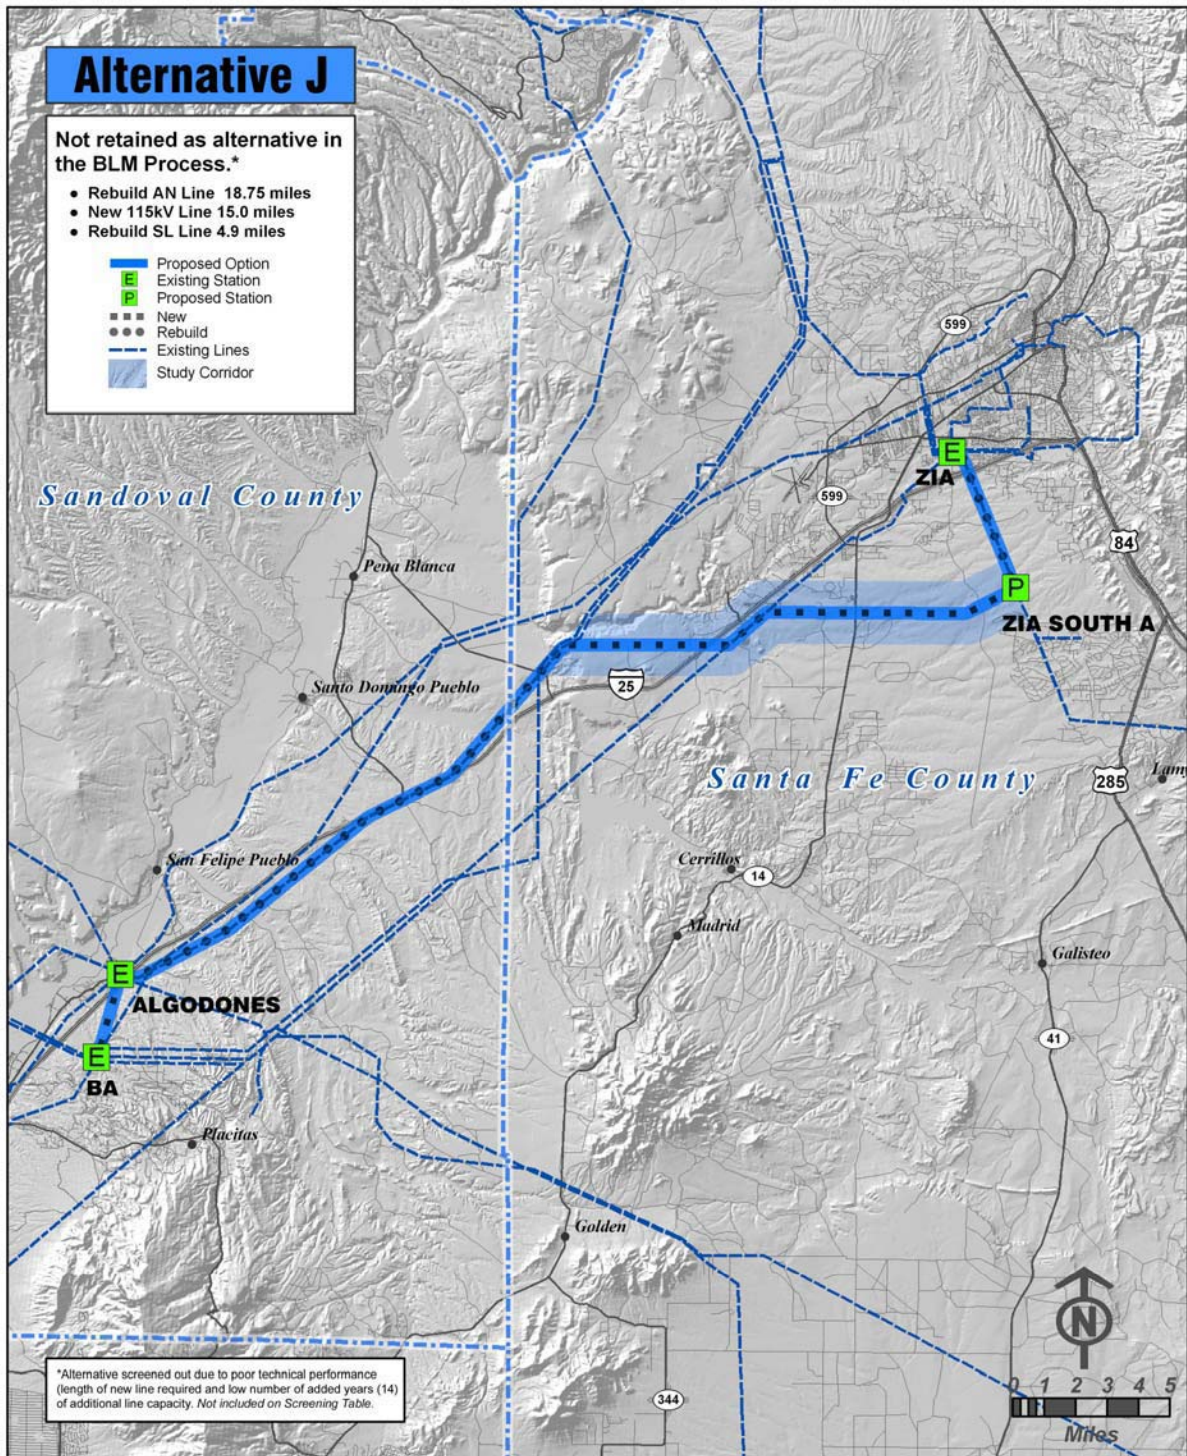 Alternative J
Not retained as alternative in
the BLM Process.*
• Rebuild AN Line 18.75 miles
• New 115kV Line 15.0 miles
• Rebuild SL Line 4.9 miles
Proposed Option
E Existing Station
P Proposed Station
New
Rebuild
Existing Lines
Study Corridor
599
E
ZIA
Sandoval County
599
84
Pena Blanca
P
ZIA SOUTH A
25
Santo Domingo Pueblo
Santa Fe County
285
Lamy
San Felipe Pueblo
Cerrillos
14
Madrid
Galisteo
E
ALGODONES
41
E
BA
Placitas
Golden
N
344
0 1 2 3 4 5
Miles
*Alternative screened out due to poor technical performance
(length of new line required and low number of added years (14)
of additional line capacity. Not included on Screening Table.